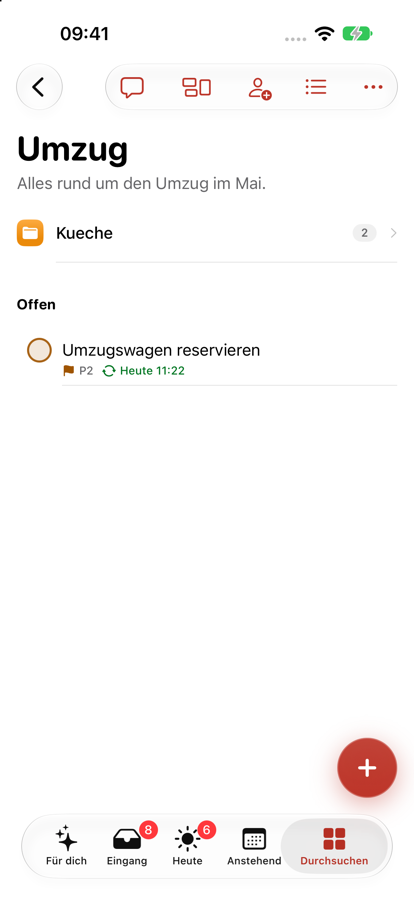 09:41
Umzug
Alles rund um den Umzug im Mai.
Kueche 2
Offen
Umzugswagen reservieren
P2 Heute 11:22
8 6
Für dich Eingang Heute Anstehend Durchsuchen